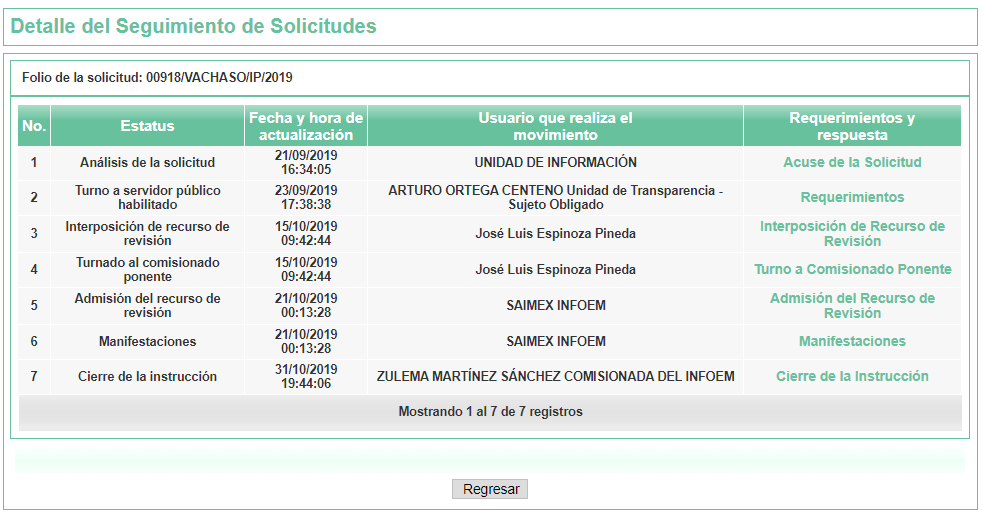 Detalle del Seguimiento de Solicitudes
Folio de la solicitud: 00918/VACHASO/IP/2019
No. Estatus Fecha y hora de actualización Usuario que realiza el movimiento Requerimientos y respuesta
1 Análisis de la solicitud 21/09/2019 16:34:05 UNIDAD DE INFORMACIÓN Acuse de la Solicitud
2 Turno a servidor público habilitado 23/09/2019 17:38:38 ARTURO ORTEGA CENTENO Unidad de Transparencia - Sujeto Obligado Requerimientos
3 Interposición de recurso de revisión 15/10/2019 09:42:44 José Luis Espinoza Pineda Interposición de Recurso de Revisión
4 Turnado al comisionado ponente 15/10/2019 09:42:44 José Luis Espinoza Pineda Turno a Comisionado Ponente
5 Admisión del recurso de revisión 21/10/2019 00:13:28 SAIMEX INFOEM Admisión del Recurso de Revisión
6 Manifestaciones 21/10/2019 00:13:28 SAIMEX INFOEM Manifestaciones
7 Cierre de la instrucción 31/10/2019 19:44:06 ZULEMA MARTÍNEZ SÁNCHEZ COMISIONADA DEL INFOEM Cierre de la Instrucción
Mostrando 1 al 7 de 7 registros
Regresar